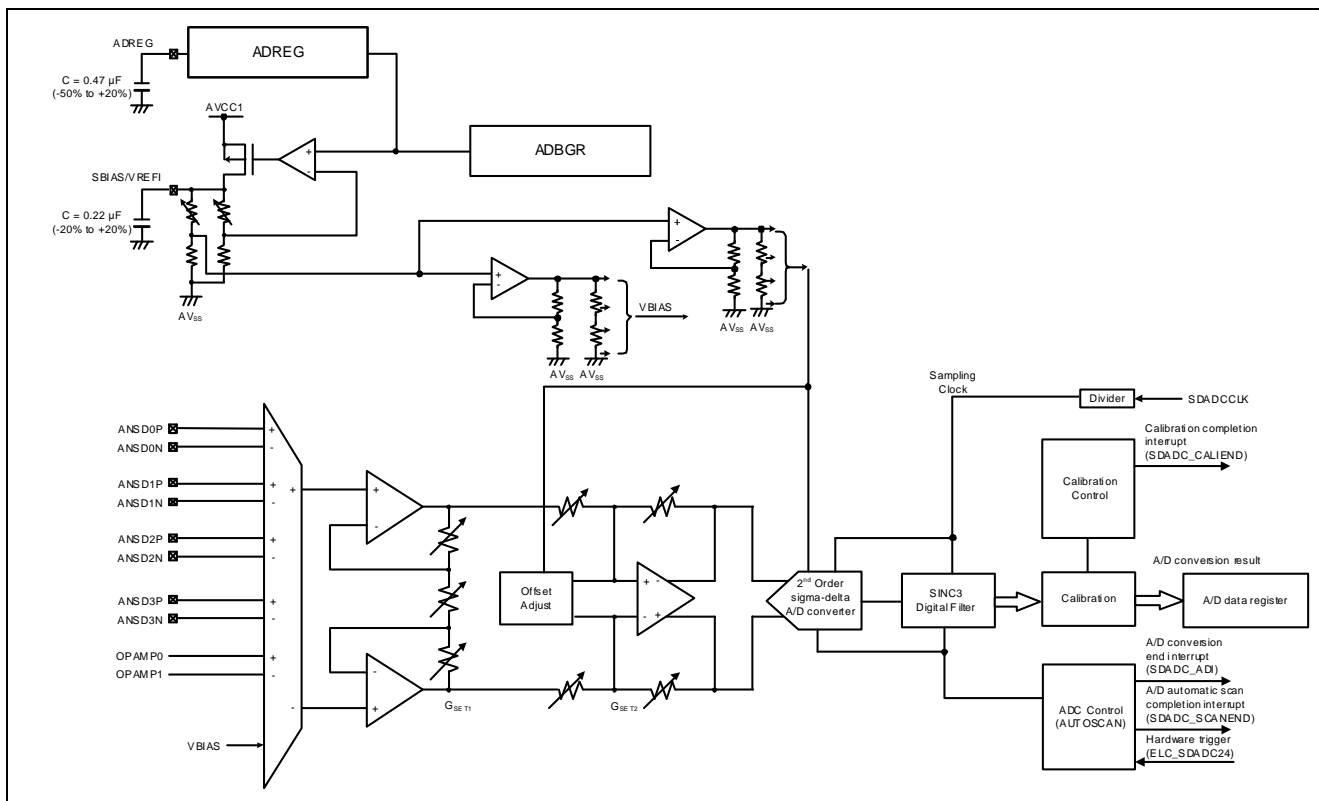 ADREG
ADREG
C = 0.47 µF
(-50% to +20%)
AVCC1
+
-
ADBGR
SBIAS/VREFI
C = 0.22 µF
(-20% to +20%)
+
-
+
-
VBIAS
AVSS
AVSS
AVSS
AVSS
AVSS
Sampling
Clock
Divider
SDADCCLK
Calibration completion
interrupt
(SDADC_CALIEND)
Calibration
Control
ANSD0P
+
ANSD0N
-
ANSD1P
+
ANSD1N
-
ANSD2P
+
ANSD2N
-
ANSD3P
+
ANSD3N
-
OPAMP0
+
OPAMP1
-
VBIAS
+
-
+
-
-
+
GSET1
GSET2
Offset
Adjust
+
-
-
+
2nd Order
sigma-delta
A/D converter
SINC3
Digital Filter
Calibration
A/D conversion result
A/D data register
ADC Control
(AUTOSCAN)
A/D conversion
end interrupt
(SDADC_ADI)
A/D automatic scan
completion interrupt
(SDADC_SCANEND)
Hardware trigger
(ELC_SDADC24)